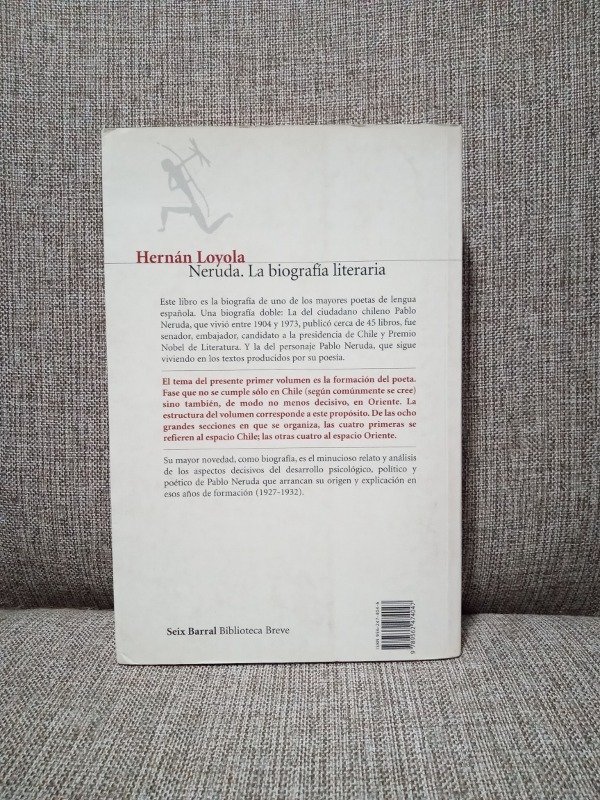 Hernán Loyola
Neruda. La biografía literaria
Este libro es la biografía de uno de los mayores poetas de lengua
española. Una biografía doble: La del ciudadano chileno Pablo
Neruda, que vivió entre 1904 y 1973, publicó cerca de 45 libros, fue
senador, embajador, candidato a la presidencia de Chile y Premio
Nobel de Literatura. Y la del personaje Pablo Neruda, que sigue
viviendo en los textos producidos por su poesía.
El tema del presente primer volumen es la formación del poeta.
Fase que no se cumple sólo en Chile (según comúnmente se cree)
sino también, de modo no menos decisivo, en Oriente. La
estructura del volumen corresponde a este propósito. De las ocho
grandes secciones en que se organiza, las cuatro primeras se
refieren al espacio Chile; las otras cuatro al espacio Oriente.
Su mayor novedad, como biografía, es el minucioso relato y análisis
de los aspectos decisivos del desarrollo psicológico, político y
poético de Pablo Neruda que arrancan su origen y explicación en
esos años de formación (1927-1932).
Seix Barral Biblioteca Breve
ISBN